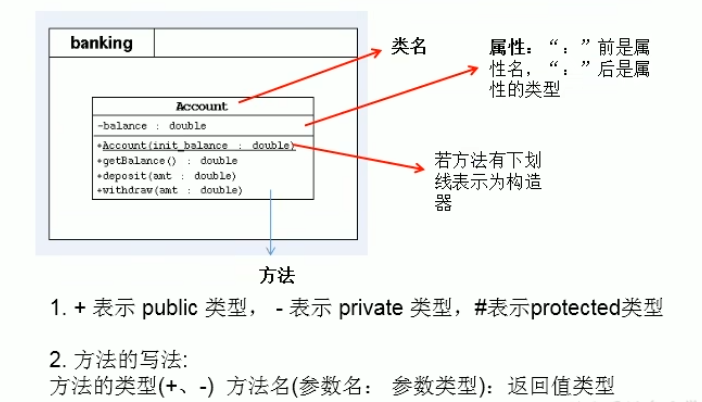 banking
类名
属性：“：”前是属
性名，“：”后是属
性的类型
Account
-balance : double
+Account(init_balance : double)
+getBalance() : double
+deposit(amt : double)
+withdraw(amt : double)
若方法有下划
线表示为构造
器
方法
1. + 表示 public 类型， - 表示 private 类型，#表示protected类型
2. 方法的写法:
方法的类型(+、-) 方法名(参数名： 参数类型)：返回值类型